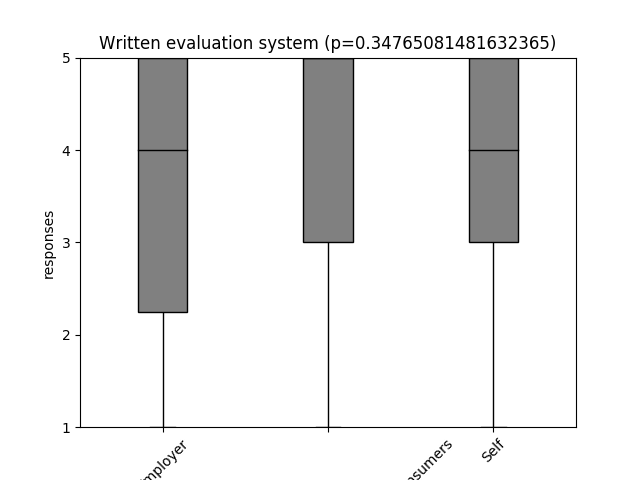 Written evaluation system (p=0.34765081481632365)
responses
5
4
3
2
1
Self